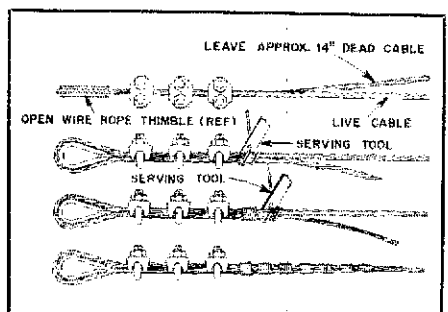 LEAVE APPROX. 14" DEAD CABLE
OPEN WIRE ROPE THIMBLE (REF)
LIVE CABLE
SERVING TOOL
SERVING TOOL